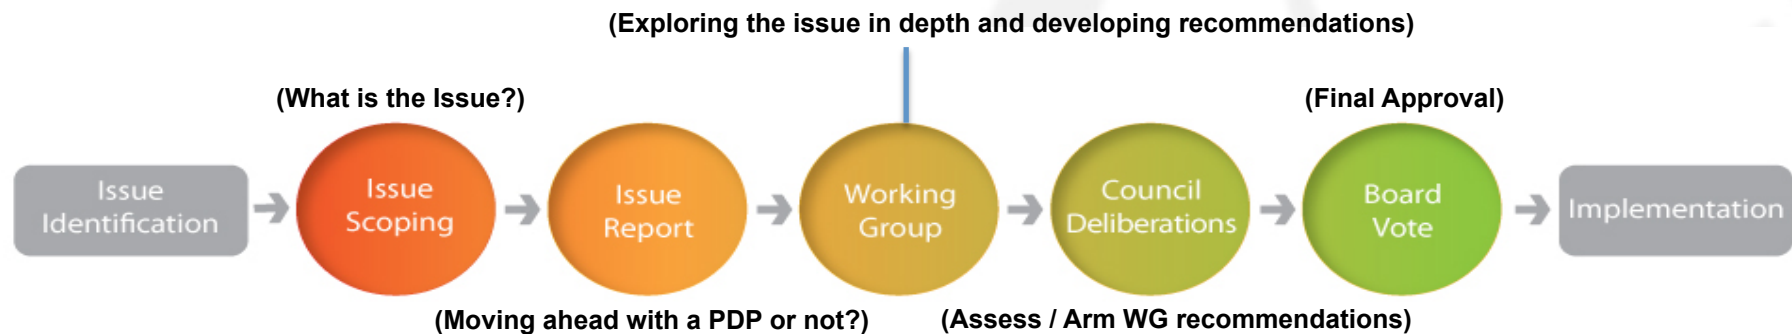 (Exploring the issue in depth and developing recommendations)
(What is the Issue?)
(Final Approval)
Issue
Identification
Issue
Scoping
Issue
Report
Working
Group
Council
Deliberations
Board
Vote
Implementation
(Moving ahead with a PDP or not?)
(Assess / Arm WG recommendations)